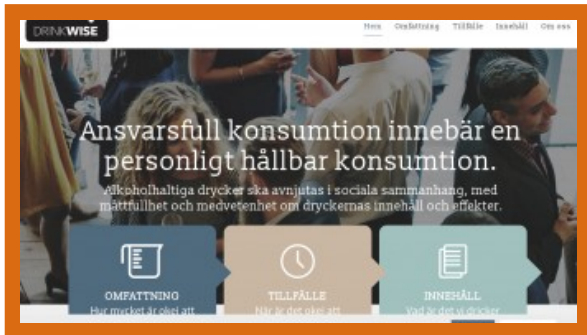 DRINKWISE
Hem Omfattning Tillfälle Innehåll Om oss
Ansvarsfull konsumtion innebär en
personligt hållbar konsumtion.
Alkoholhaltiga drycker ska avnjutas i sociala sammanhang, med
måttfullhet och medvetenhet om dryckernas innehåll och effekter.
OMFATTNING TILLFÄLLE INNEHÅLL
Hur mycket är okej att När är det okej att Vad är det vi dricker